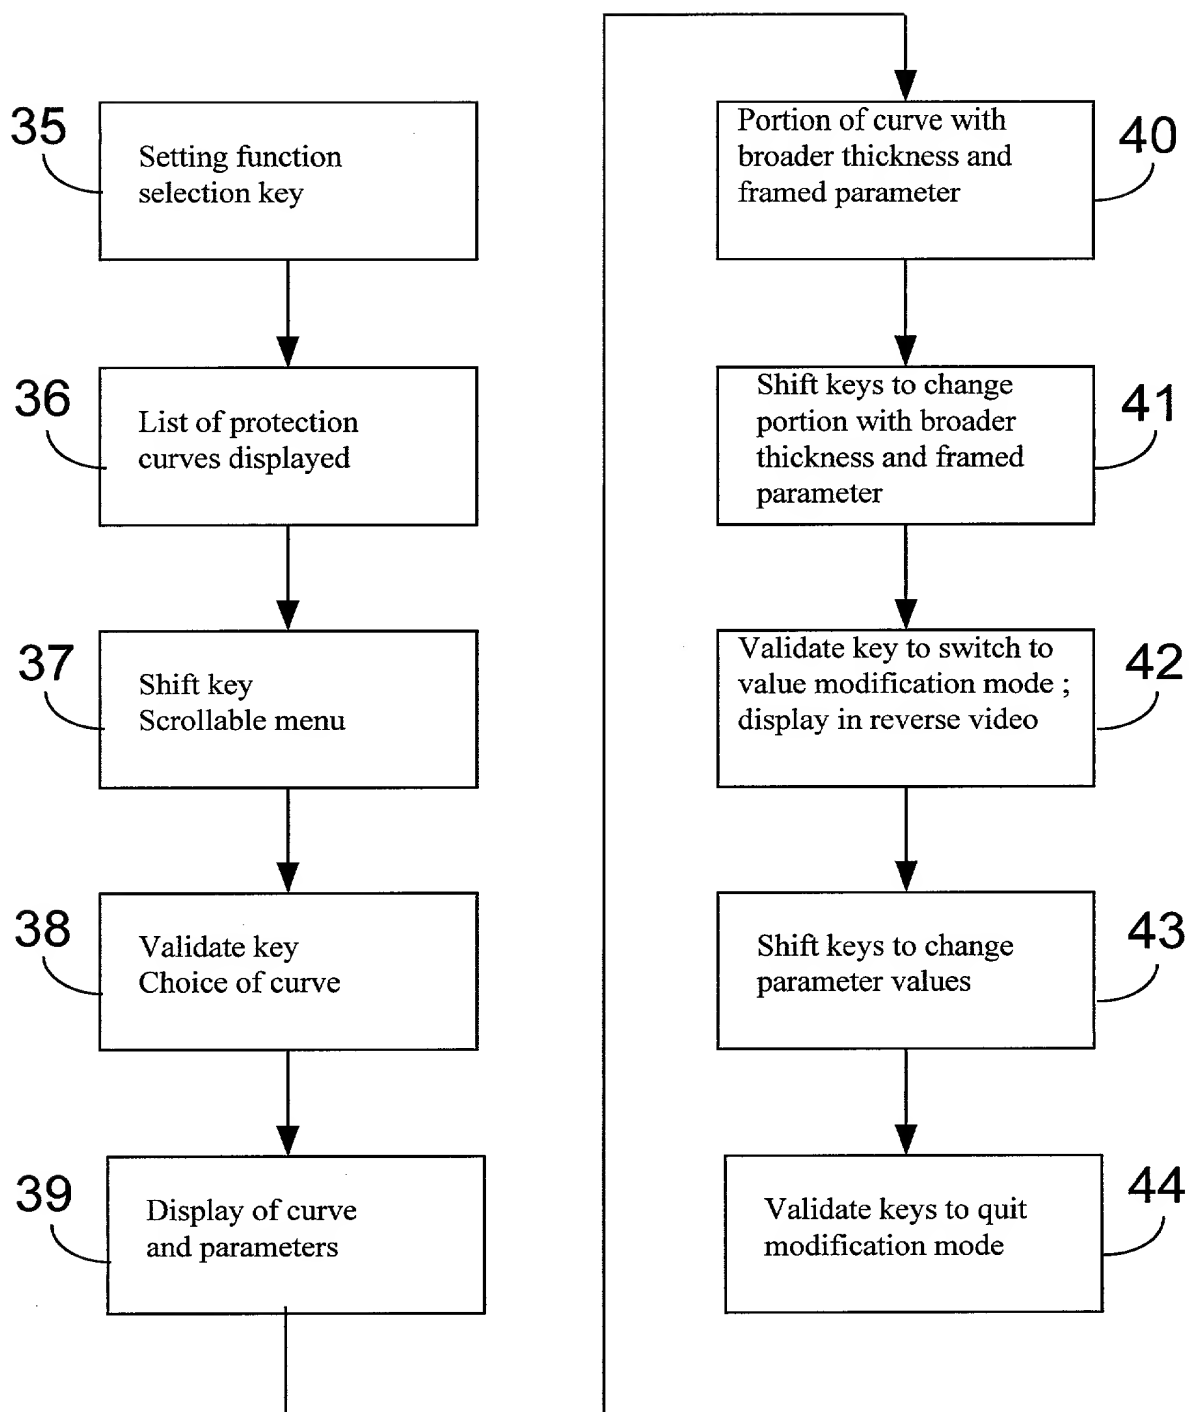 35
Setting function
selection key
36
List of protection
curves displayed
37
Shift key
Scrollable menu
38
Validate key
Choice of curve
39
Display of curve
and parameters
40
Portion of curve with
broader thickness and
framed parameter
41
Shift keys to change
portion with broader
thickness and framed
parameter
42
Validate key to switch to
value modification mode ;
display in reverse video
43
Shift keys to change
parameter values
44
Validate keys to quit
modification mode